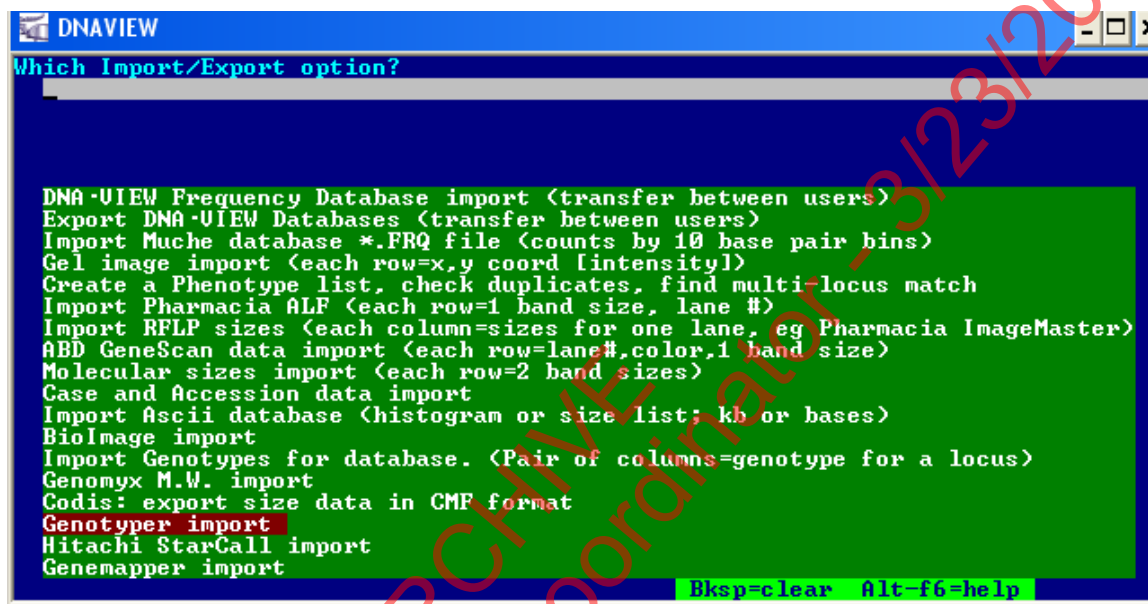 DNAVIEW
Which Import/Export option?
DNA·VIEW Frequency Database import (transfer between users)
Export DNA·VIEW Databases (transfer between users)
Import Muche database *.FRQ file (counts by 10 base pair bins)
Gel image import (each row=x,y coord [intensity])
Create a Phenotype list, check duplicates, find multi-locus match
Import Pharmacia ALF (each row=1 band size, lane #)
Import RFLP sizes (each column=sizes for one lane, eg Pharmacia ImageMaster)
ABD GeneScan data import (each row=lane#,color,1 band size)
Molecular sizes import (each row=2 band sizes)
Case and Accession data import
Import Ascii database (histogram or size list; kb or bases)
BioImage import
Import Genotypes for database. (Pair of columns=genotype for a locus)
Genomyx M.W. import
Codis: export size data in CMF format
Genotyper import
Hitachi StarCall import
Genemapper import
Bksp=clear Alt-f6=help